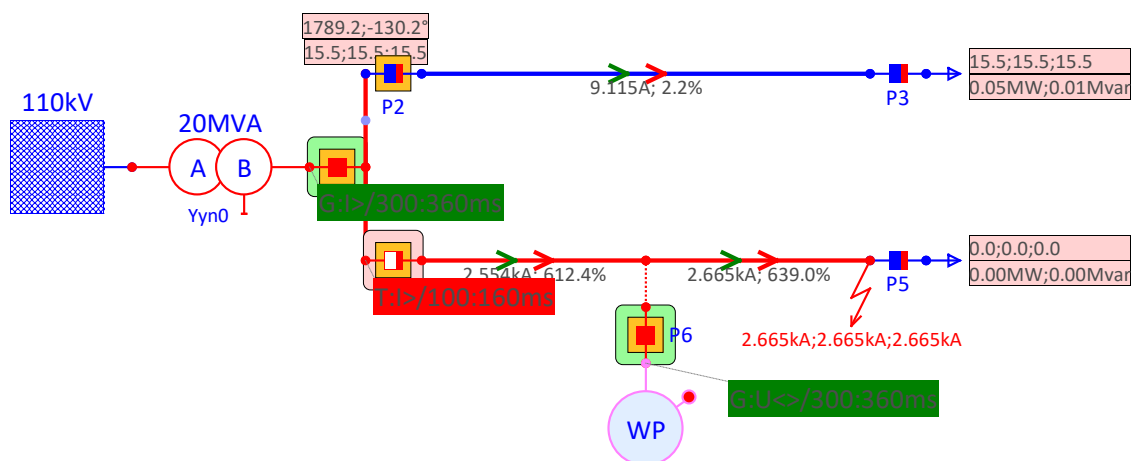 1789.2;-130.2°
15.5;15.5;15.5
15.5;15.5;15.5
0.05MW;0.01Mvar
9.115A; 2.2%
P2
P3
110kV
20MVA
A
B
Yyn0
G:I>/300:360ms
0.0;0.0;0.0
0.00MW;0.00Mvar
2.554kA; 612.4%
2.665kA; 639.0%
P5
T:I>/100:160ms
P6
2.665kA;2.665kA;2.665kA
G:U<>/300:360ms
WP